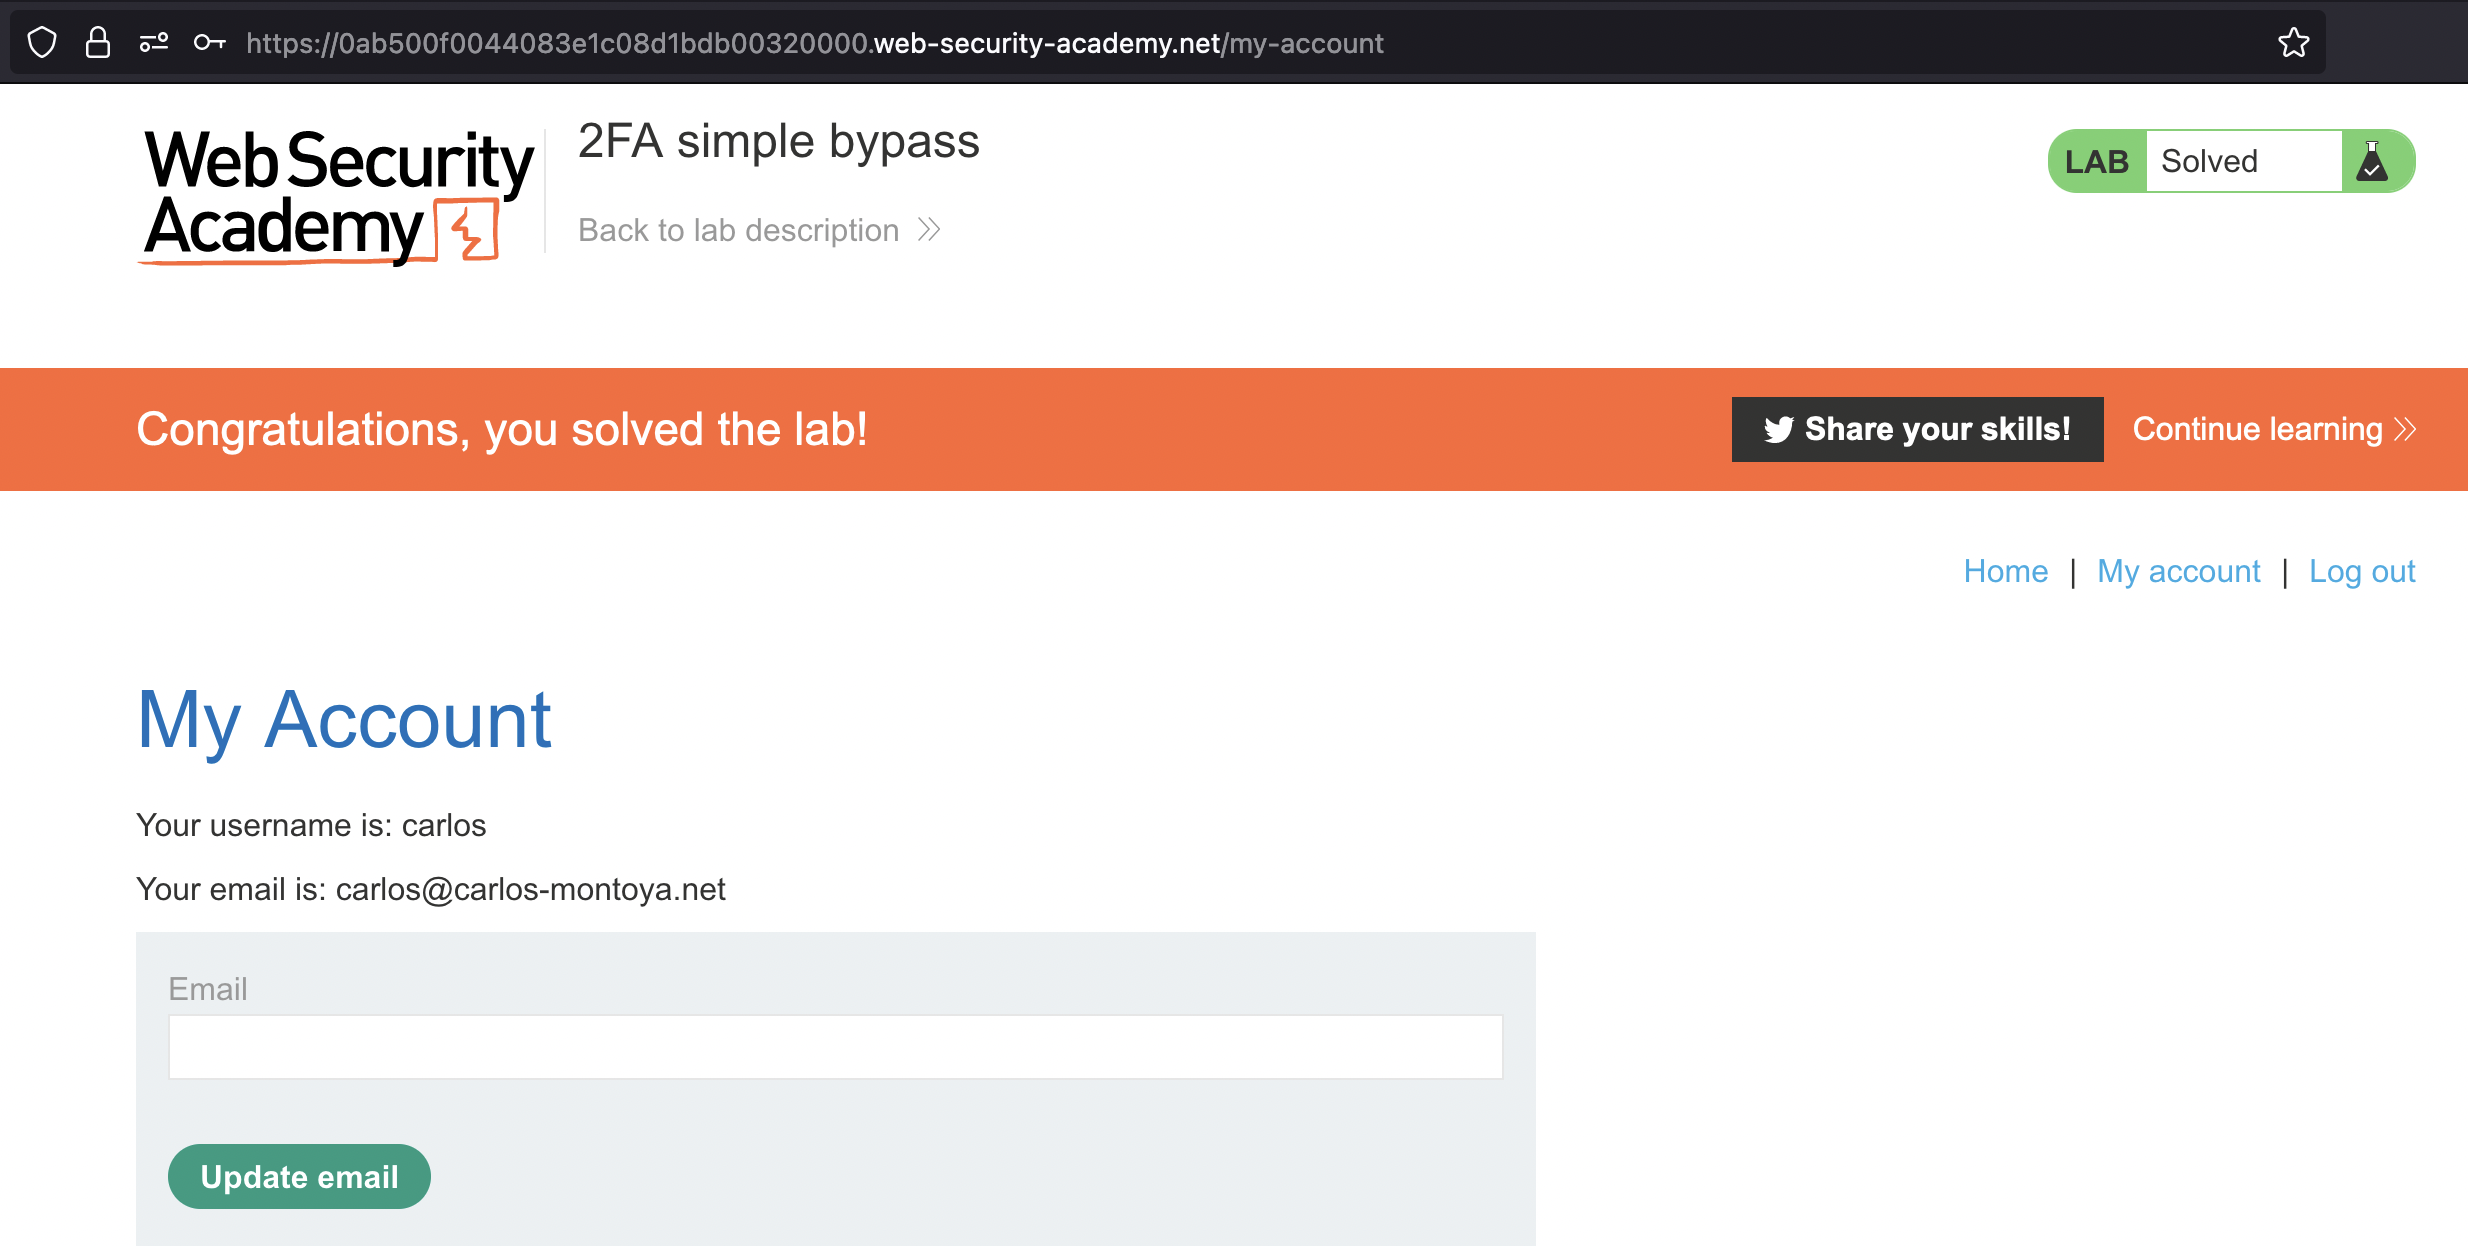 https://0ab500f0044083e1c08d1bdb00320000.web-security-academy.net/my-account
Web Security
Academy
2FA simple bypass
Back to lab description
LAB Solved
Congratulations, you solved the lab!
Share your skills!
Continue learning
Home | My account | Log out
My Account
Your username is: carlos
Your email is: carlos@carlos-montoya.net
Email
Update email